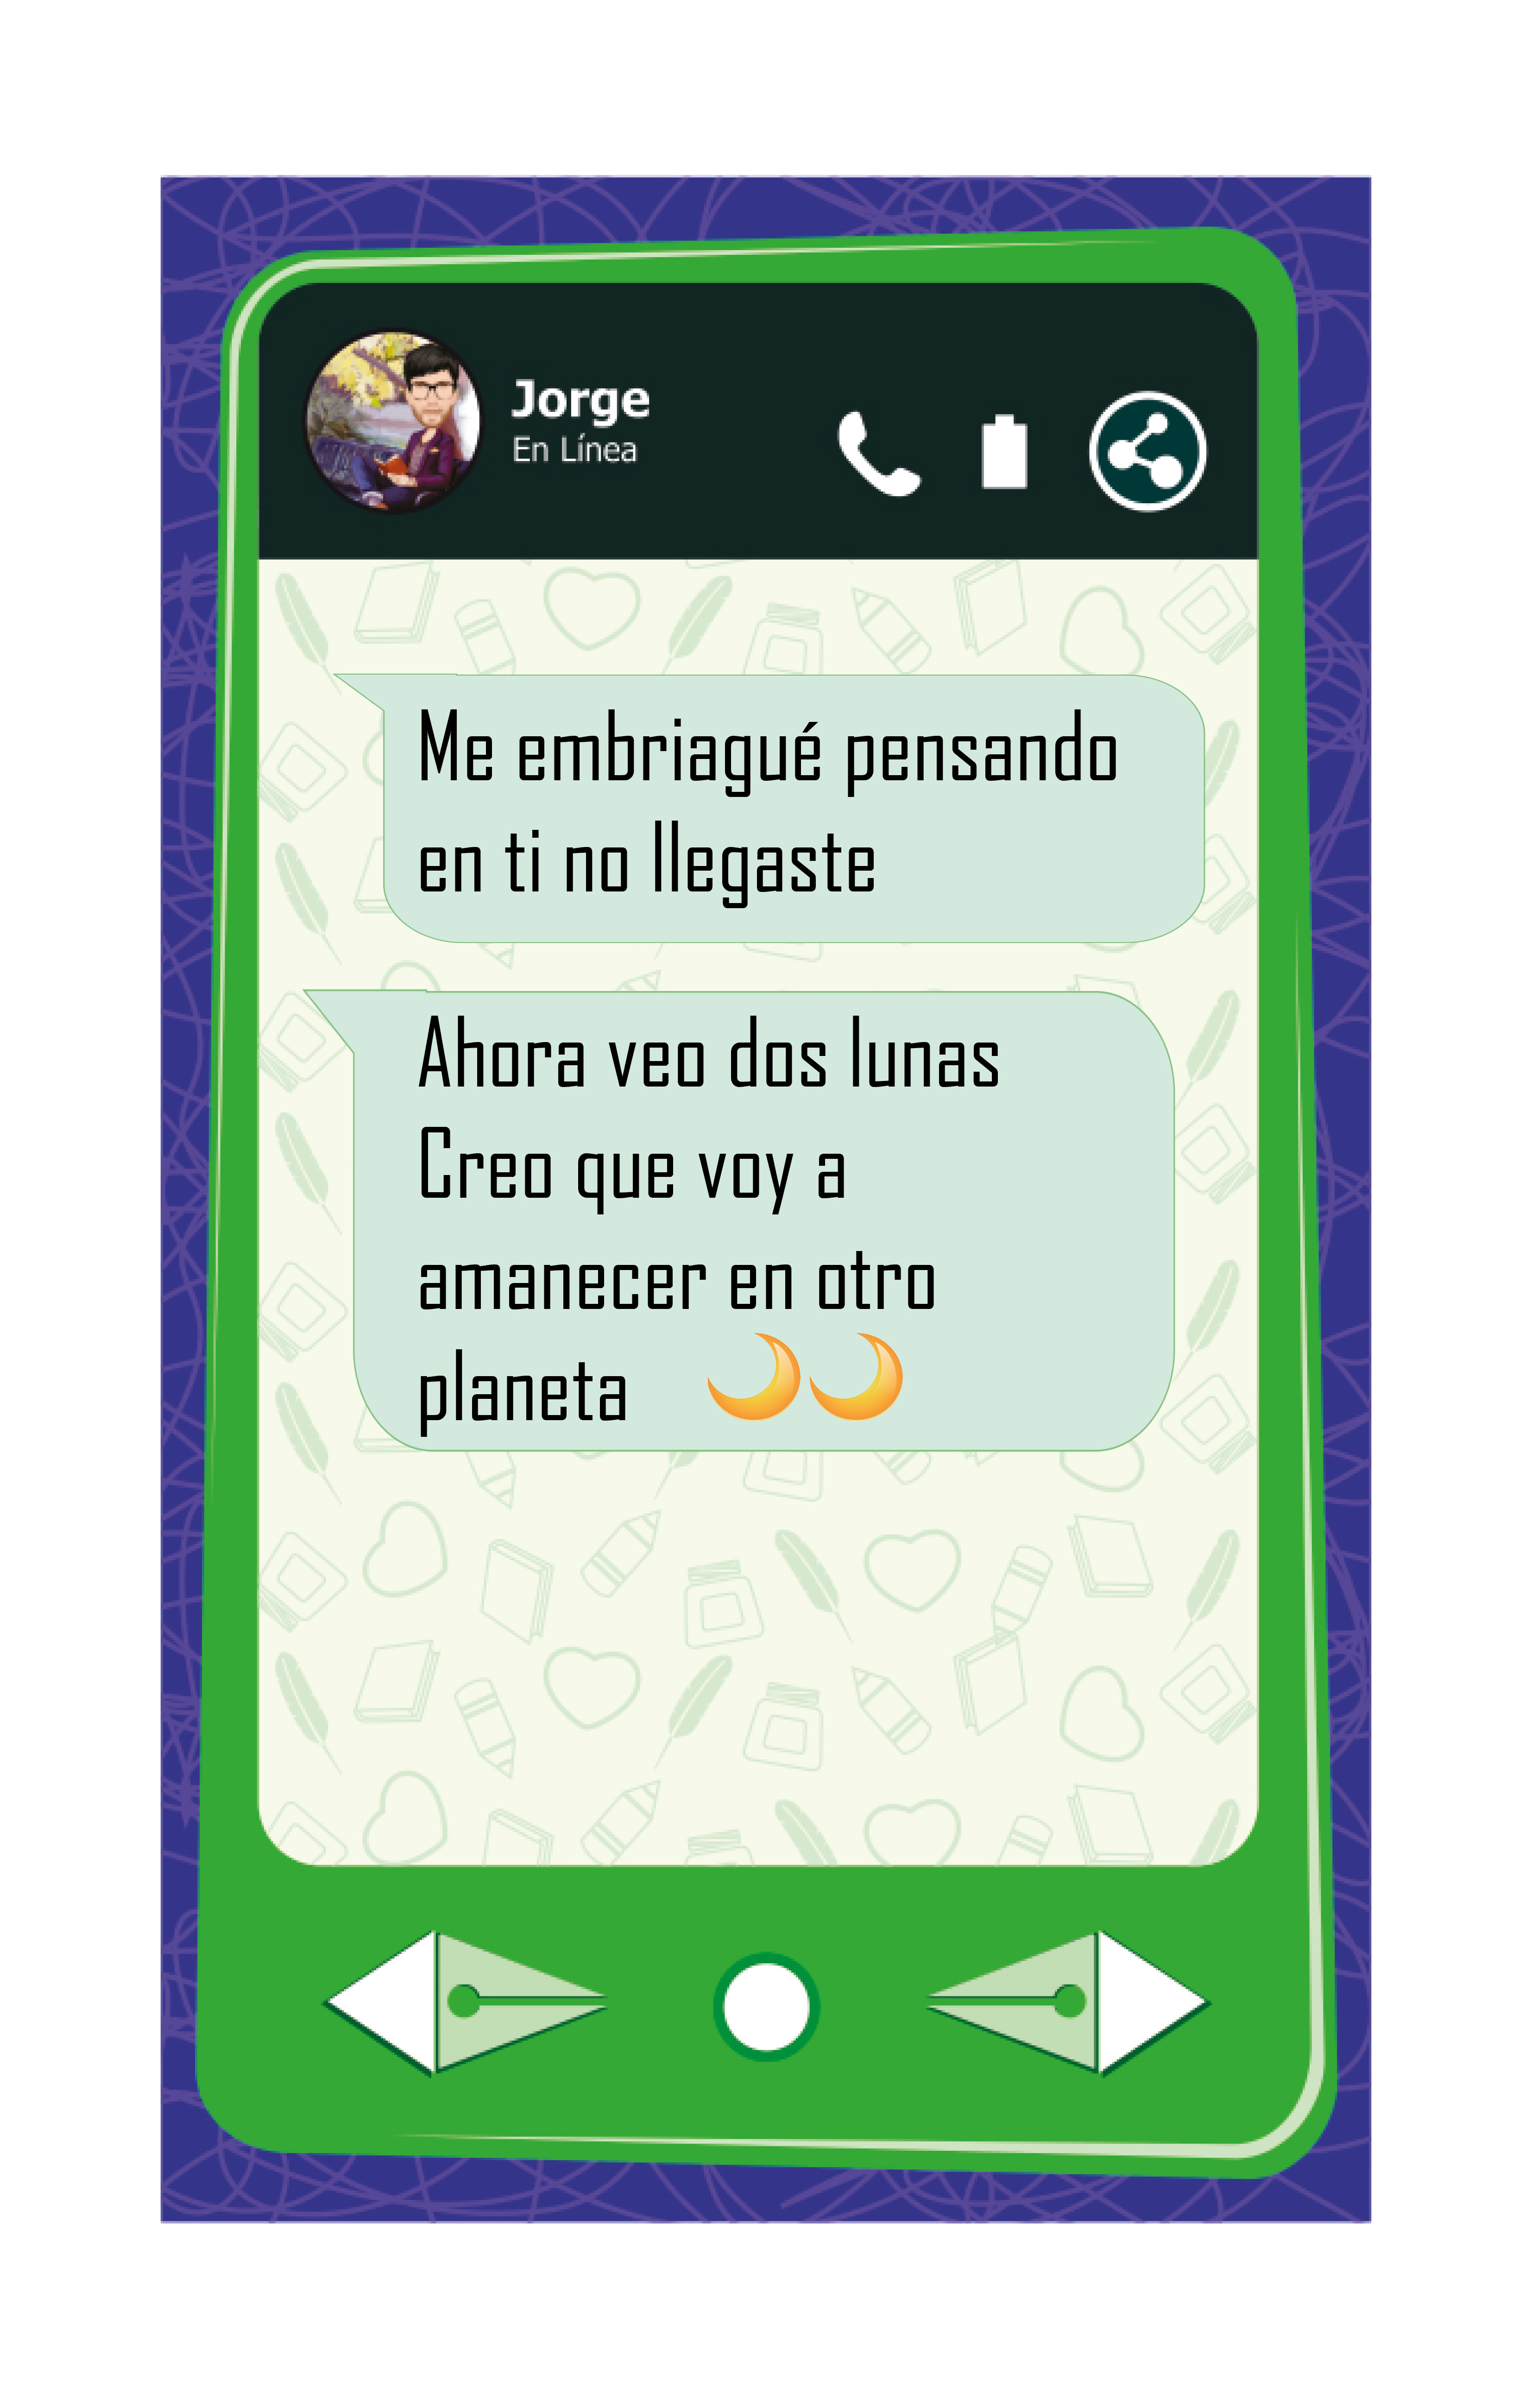 Jorge
En Línea
Me embriagué pensando
en ti no llegaste
Ahora veo dos lunas
Creo que voy a
amanecer en otro
planeta 🌙🌙